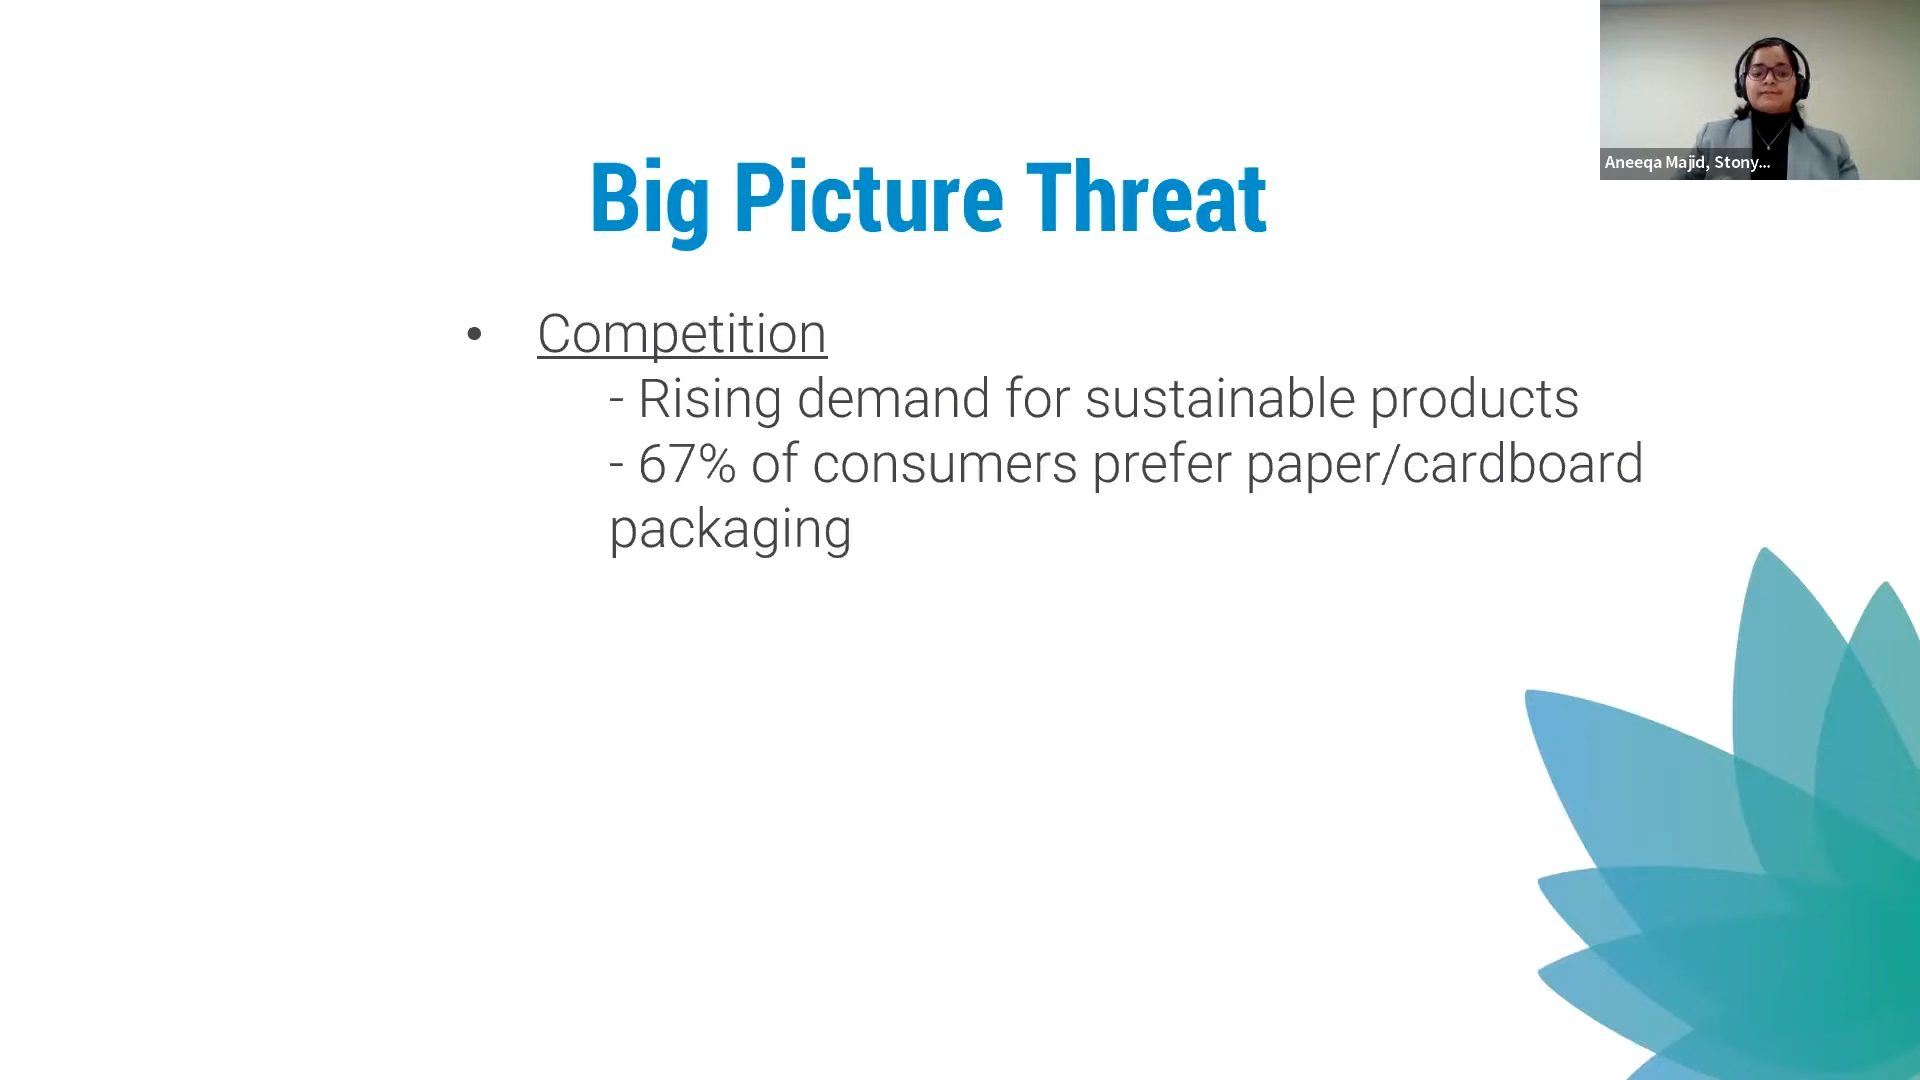 Aneeqa Majid, Stony...
Big Picture Threat
• Competition
- Rising demand for sustainable products
- 67% of consumers prefer paper/cardboard
packaging